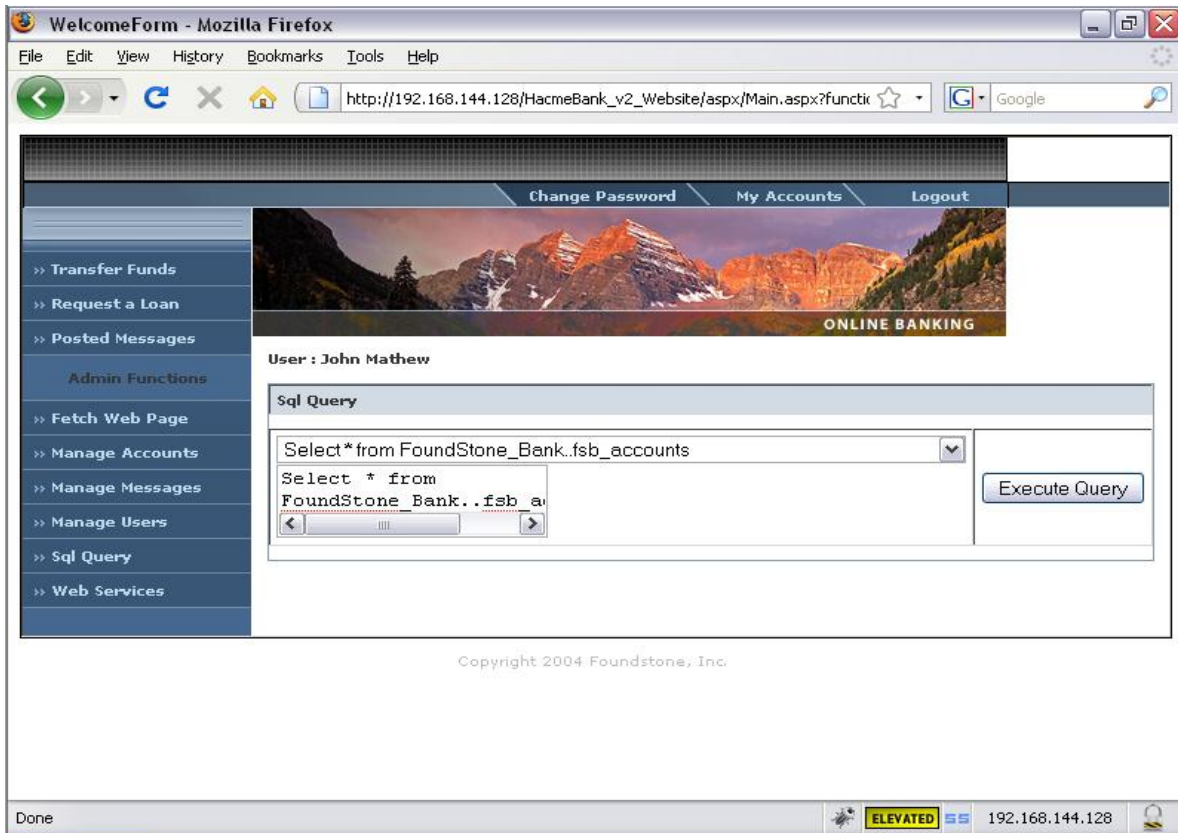 WelcomeForm - Mozilla Firefox
File Edit View History Bookmarks Tools Help
http://192.168.144.128/HacmeBank_v2_Website/aspx/Main.aspx?functi
G Google
Change Password My Accounts Logout
ONLINE BANKING
» Transfer Funds
» Request a Loan
» Posted Messages
Admin Functions
» Fetch Web Page
» Manage Accounts
» Manage Messages
» Manage Users
» Sql Query
» Web Services
User : John Mathew
Sql Query
Select * from FoundStone_Bank..fsb_accounts
Select * from
FoundStone_Bank..fsb_a
Execute Query
Copyright 2004 Foundstone, Inc.
Done ELEVATED SS 192.168.144.128